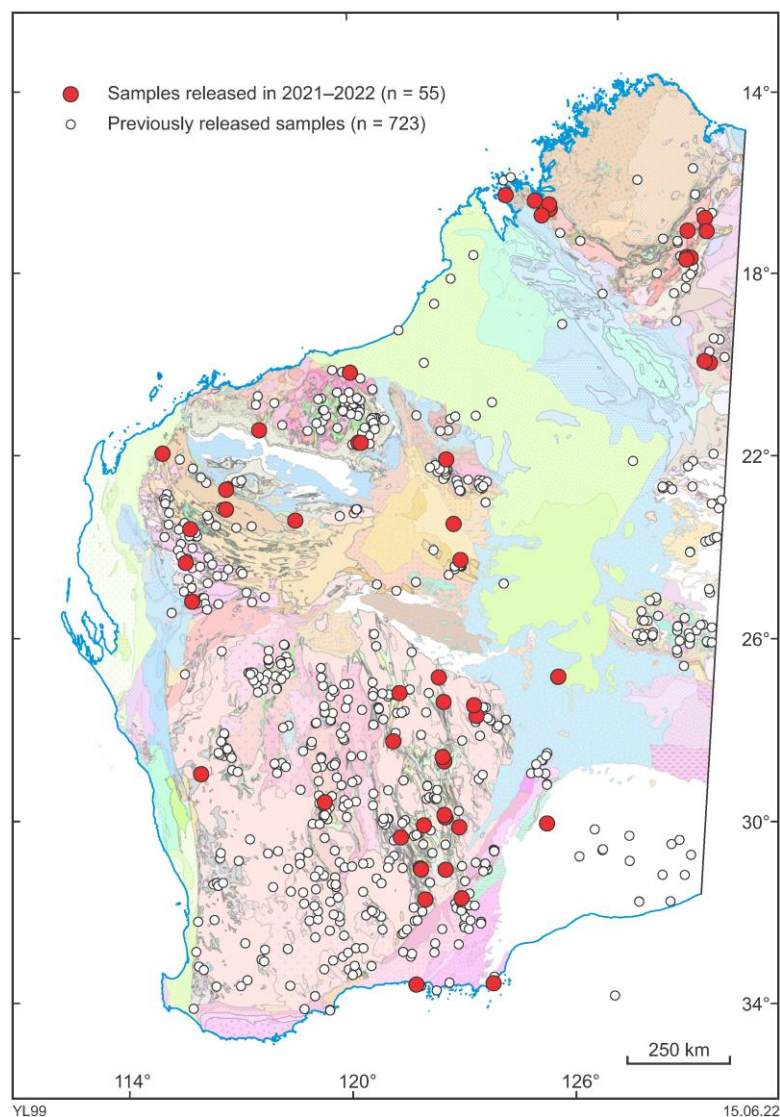 Samples released in 2021–2022 (n = 55)
Previously released samples (n = 723)
14°
18°
22°
26°
30°
34°
250 km
114°
120°
126°
YL99
15.06.22